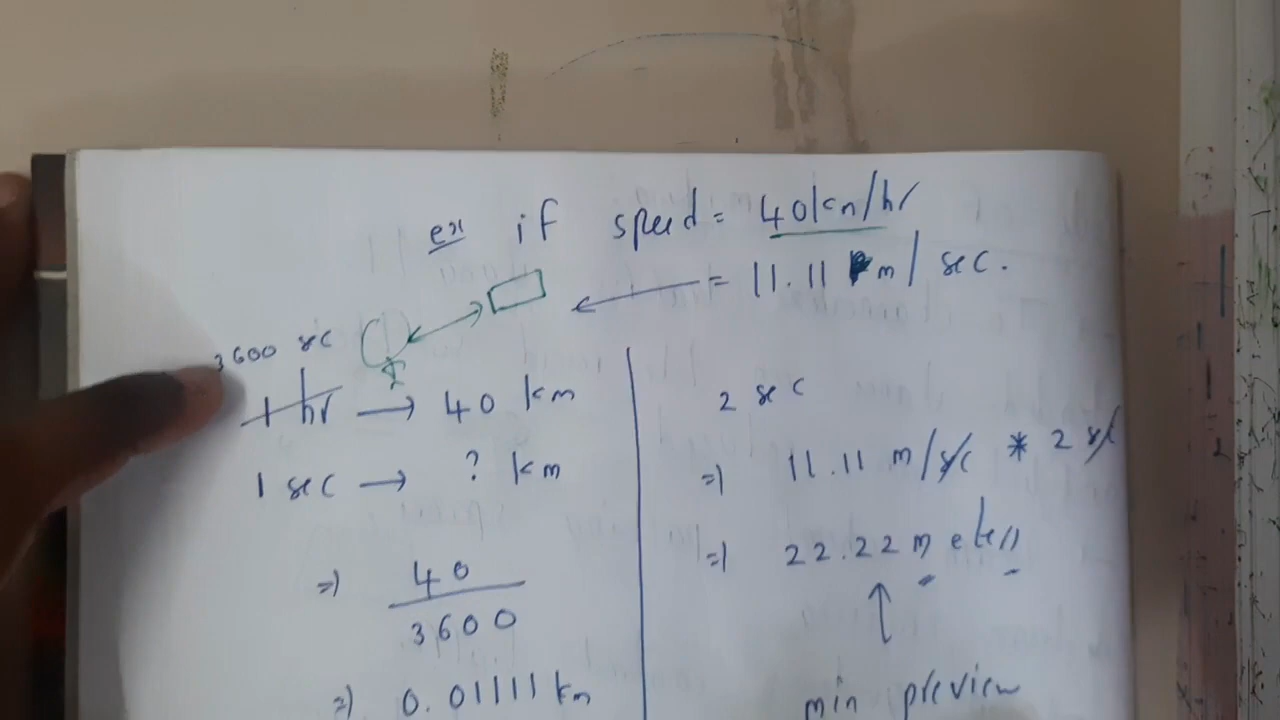 ex if speed = 40km/hr
= 11.11 m/sec.
3600 sec
1 hr → 40 km
1 sec → ? km
=) 40
3600
=) 0.01111 km
2 sec
=) 11.11 m/sec * 2 sec
=) 22.22 meters
min preview